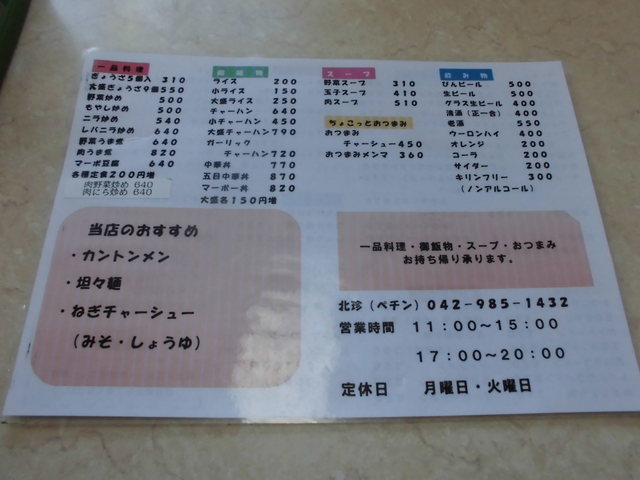 一品料理
ぎょうざ5個入 310
大盛ぎょうざ9個 550
野菜炒め 500
もやし炒め 500
ニラ炒め 540
レバニラ炒め 640
野菜うま煮 640
肉うま煮 820
マーボ豆腐 640
各種定食200円増
肉野菜炒め 640
肉にら炒め 640
御飯物
ライス 200
小ライス 150
大盛ライス 250
チャーハン 640
小チャーハン 450
大盛チャーハン 790
ガーリック
チャーハン 720
中華丼 770
五目中華丼 870
マーボー丼 820
大盛各150円増
スープ
野菜スープ 310
玉子スープ 410
肉スープ 510
ちょこっとおつまみ
おつまみ
チャーシュー 450
おつまみメンマ 360
飲み物
びんビール 500
生ビール 500
グラス生ビール 400
清酒(正一合) 400
老酒 550
ウーロンハイ 400
オレンジ 200
コーラ 200
サイダー 200
キリンフリー 300
(ノンアルコール)
当店のおすすめ
・カントンメン
・坦々麺
・ねぎチャーシュー
(みそ・しょうゆ)
一品料理・御飯物・スープ・おつまみ
お持ち帰り承ります。
北珍(ペチン) 042-985-1432
営業時間 11:00～15:00
17:00～20:00
定休日 月曜日・火曜日